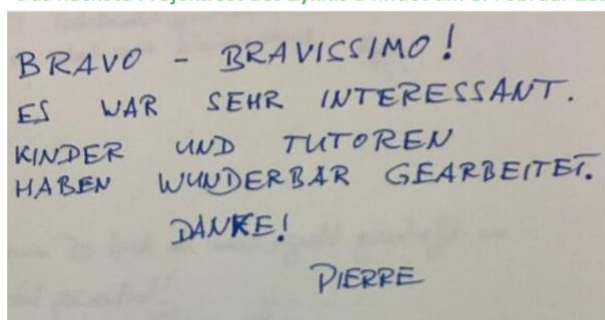 BRAVO - BRAVISSIMO!
ES WAR SEHR INTERESSANT.
KINDER UND TUTOREN
HABEN WUNDERBAR GEARBEITET.
DANKE!
PIERRE